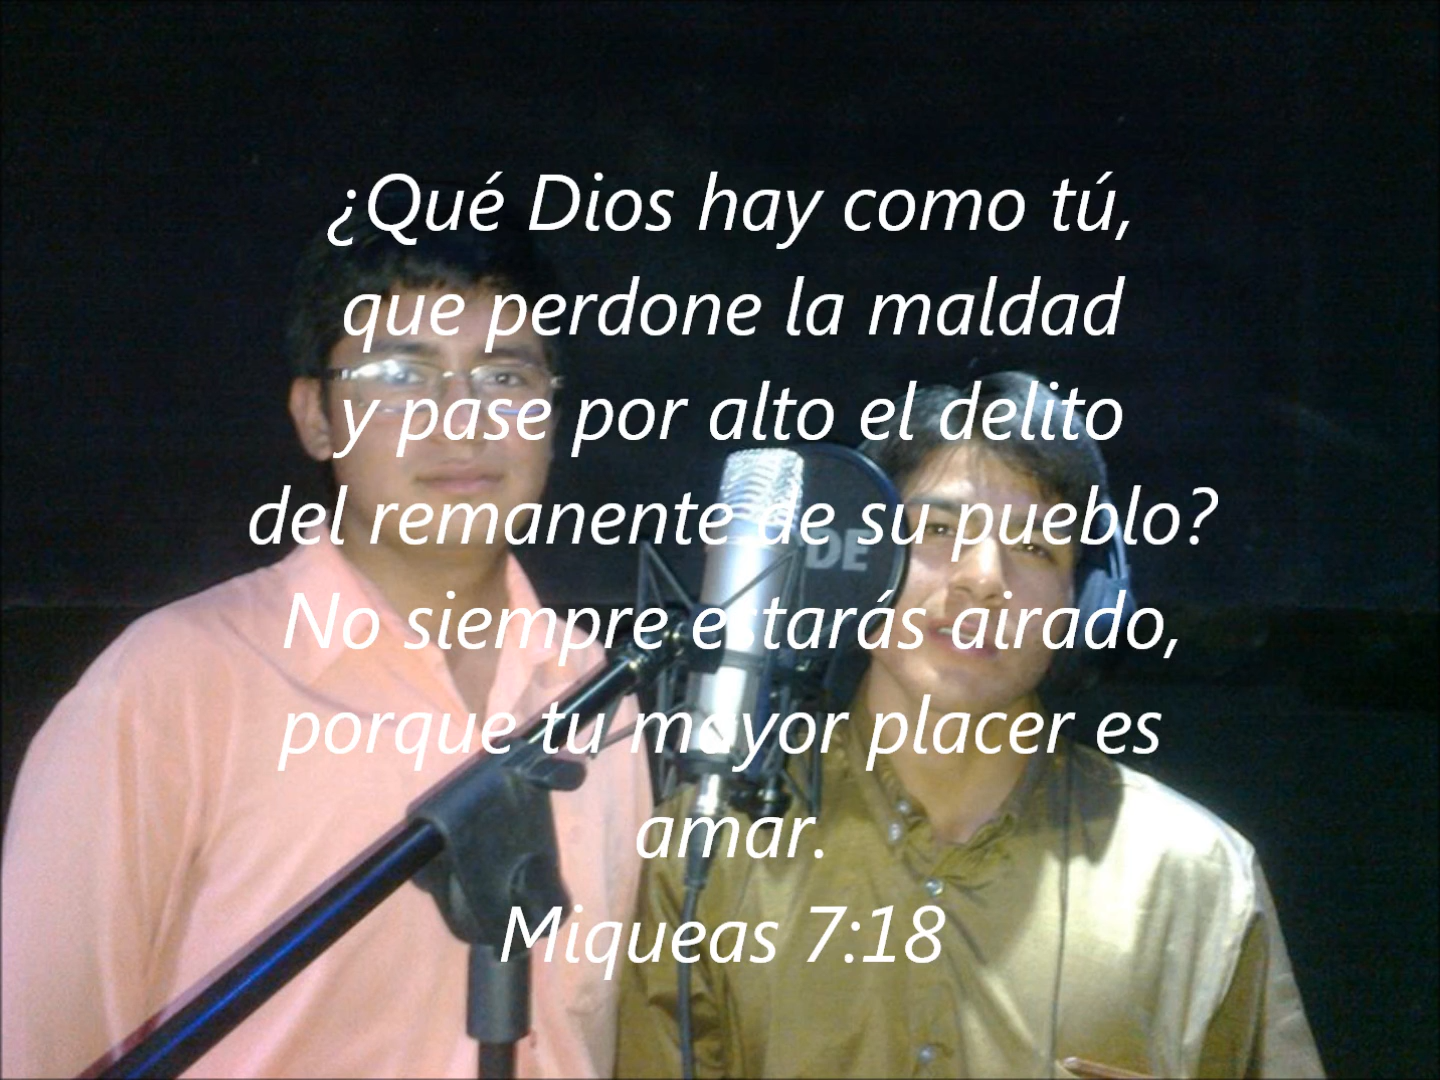 ¿Qué Dios hay como tú,
que perdone la maldad
y pase por alto el delito
del remanente de su pueblo?
No siempre estarás airado,
porque tu mayor placer es
amar.
Miqueas 7:18
DE